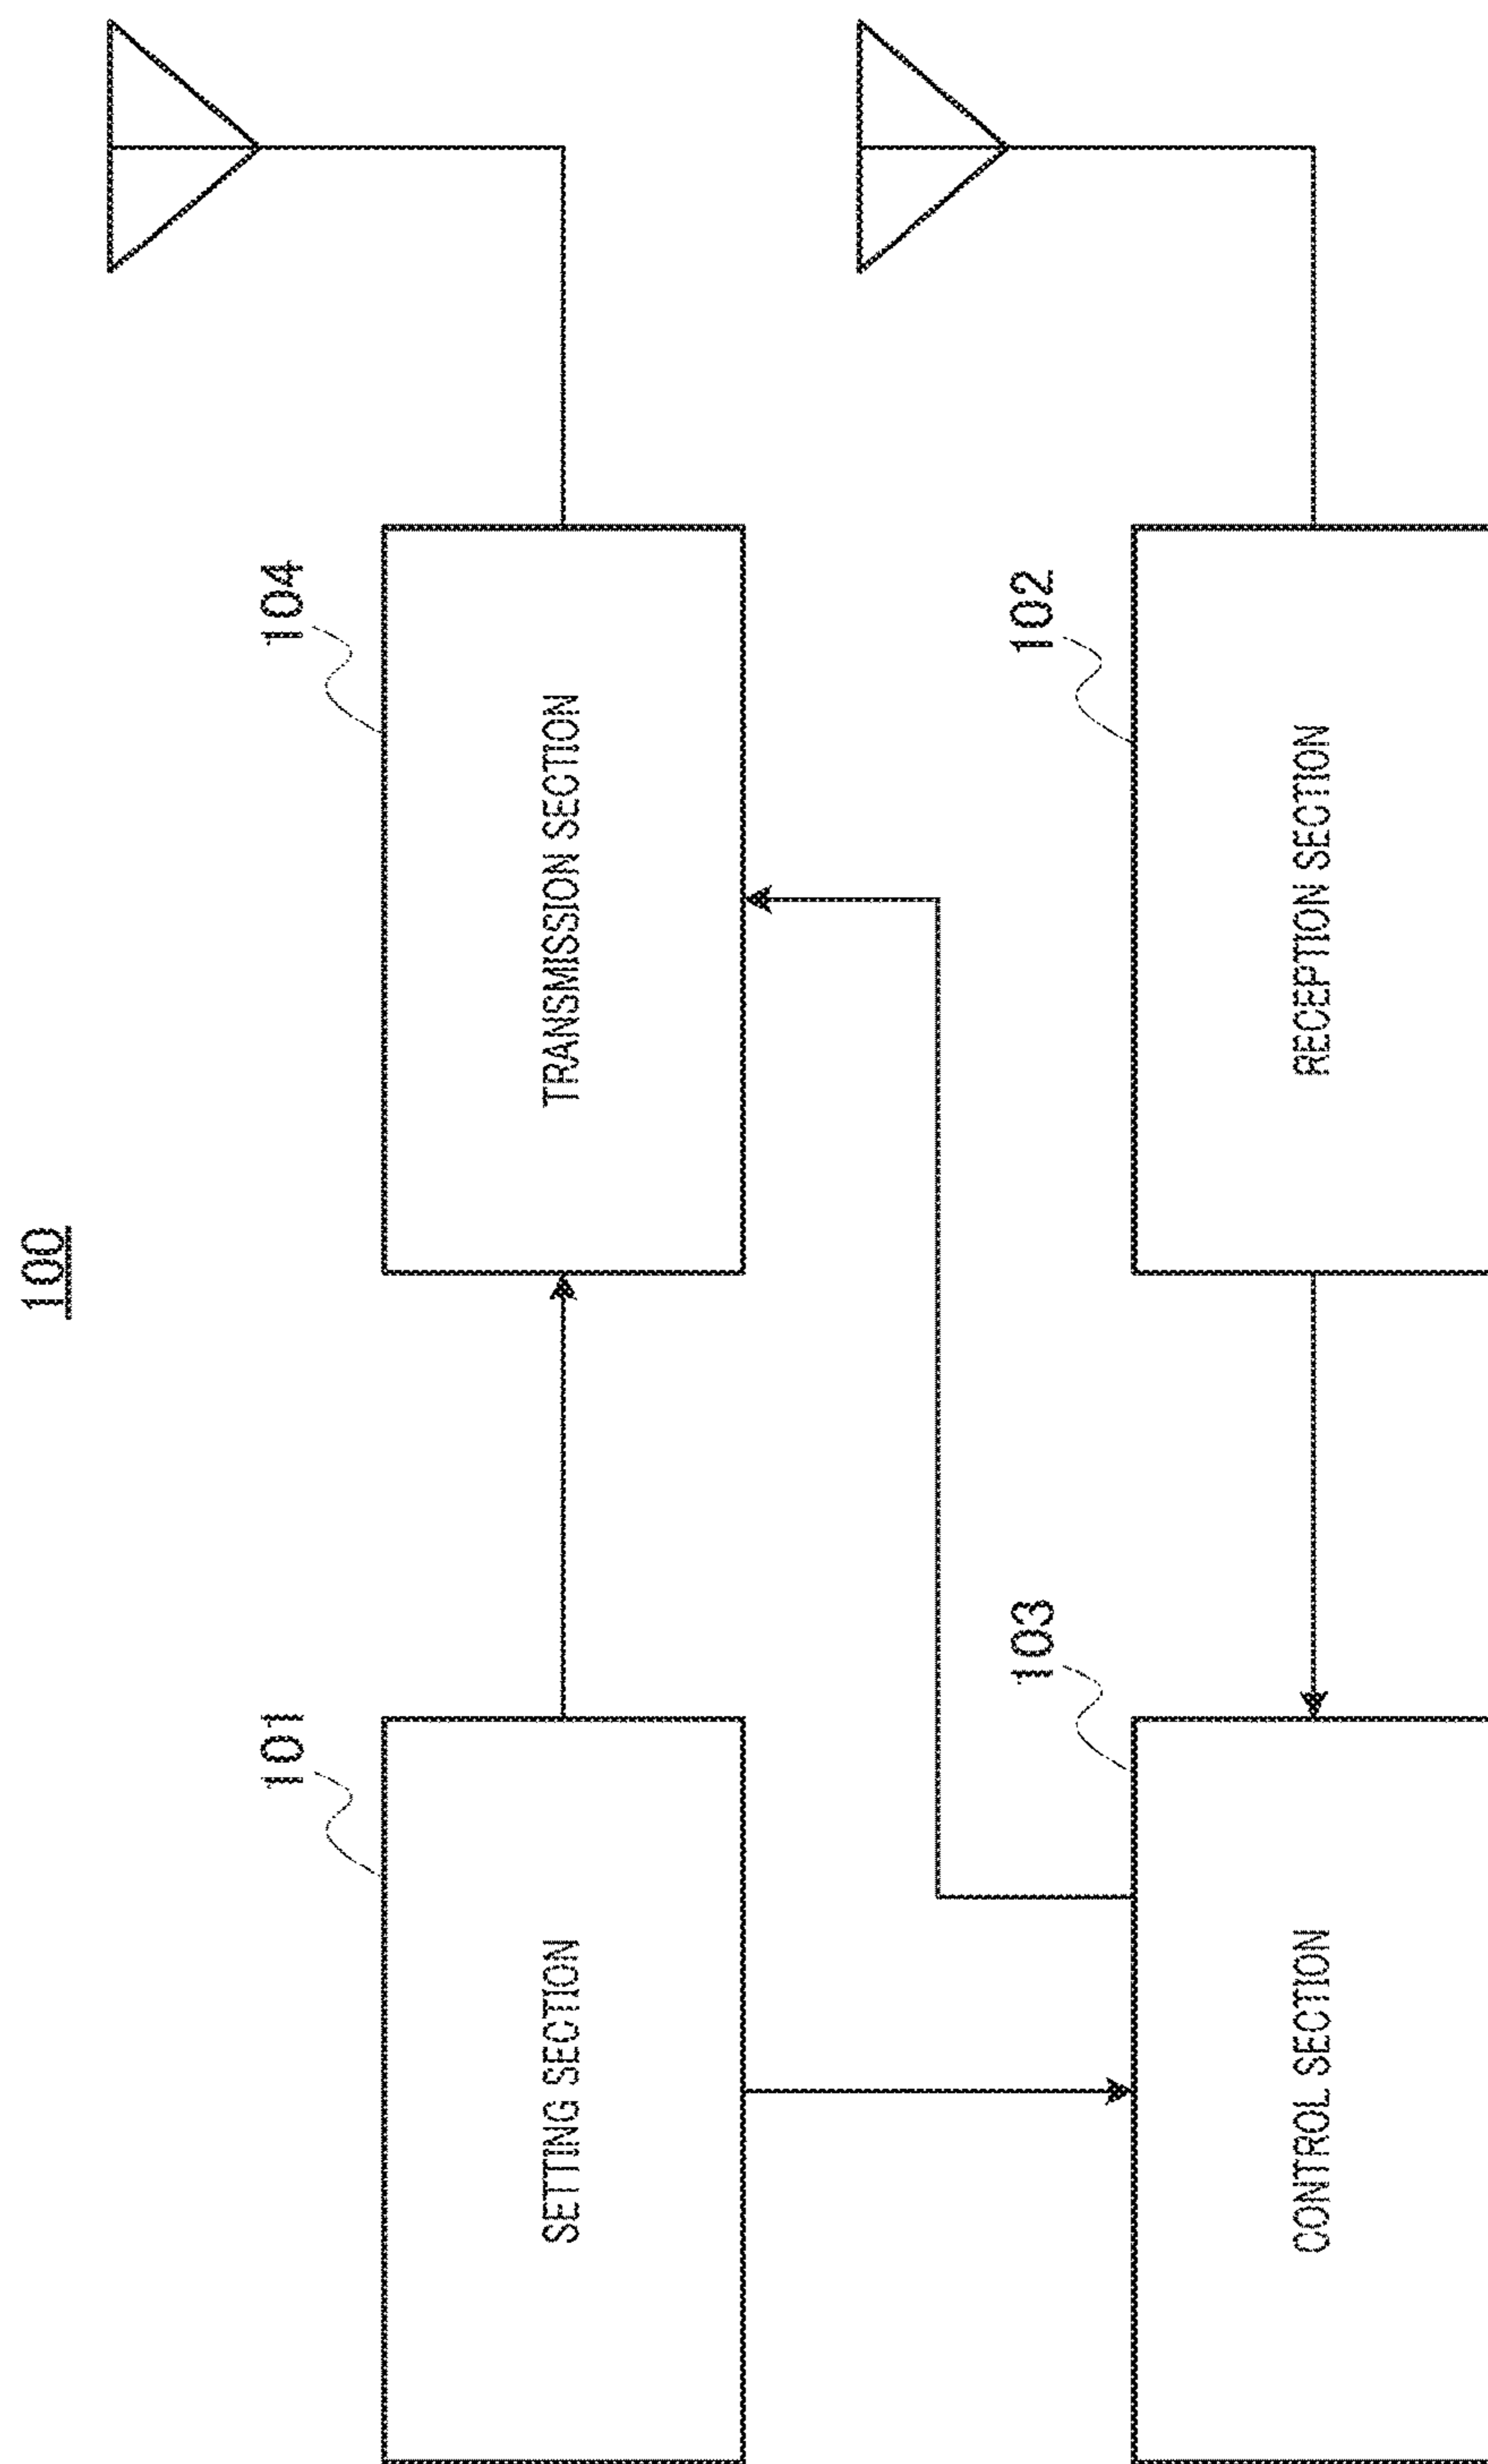 100
101
SETTING SECTION
104
TRANSMISSION SECTION
103
CONTROL SECTION
102
RECEPTION SECTION